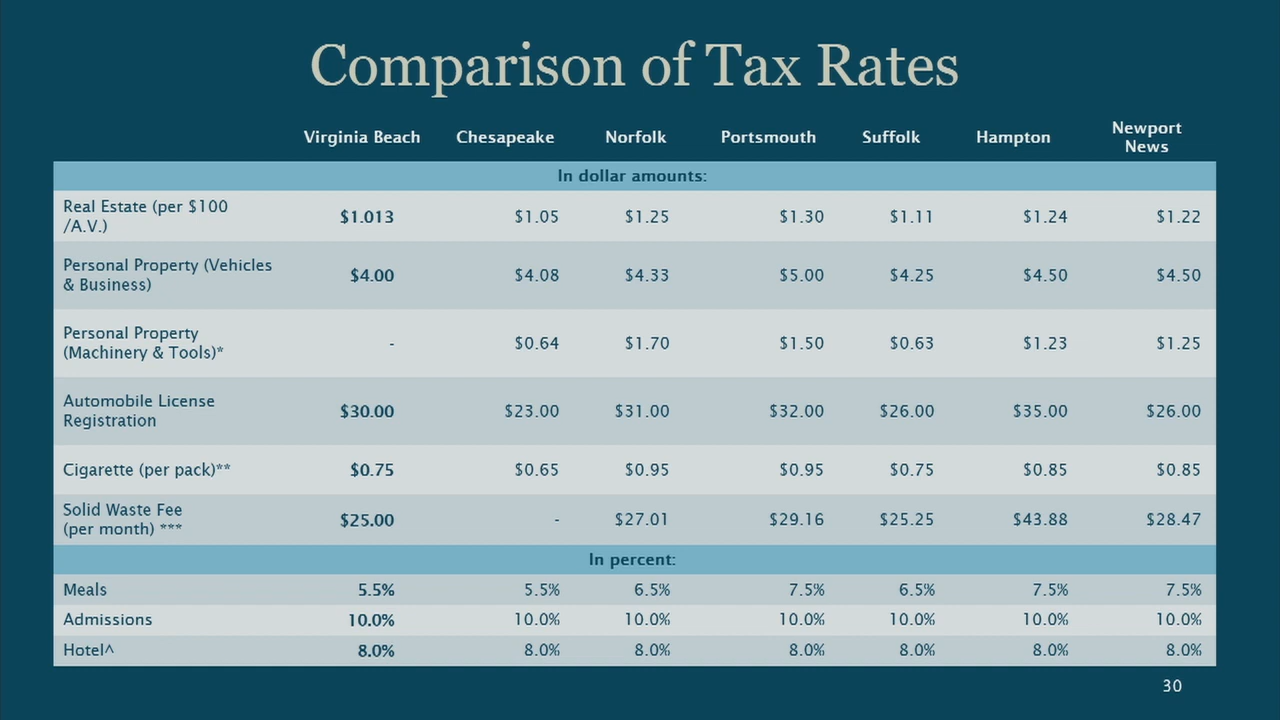 Comparison of Tax Rates
Virginia Beach Chesapeake Norfolk Portsmouth Suffolk Hampton Newport News
In dollar amounts:
Real Estate (per $100 /A.V.) $1.013 $1.05 $1.25 $1.30 $1.11 $1.24 $1.22
Personal Property (Vehicles & Business) $4.00 $4.08 $4.33 $5.00 $4.25 $4.50 $4.50
Personal Property (Machinery & Tools)* - $0.64 $1.70 $1.50 $0.63 $1.23 $1.25
Automobile License Registration $30.00 $23.00 $31.00 $32.00 $26.00 $35.00 $26.00
Cigarette (per pack)** $0.75 $0.65 $0.95 $0.95 $0.75 $0.85 $0.85
Solid Waste Fee (per month) *** $25.00 - $27.01 $29.16 $25.25 $43.88 $28.47
In percent:
Meals 5.5% 5.5% 6.5% 7.5% 6.5% 7.5% 7.5%
Admissions 10.0% 10.0% 10.0% 10.0% 10.0% 10.0% 10.0%
Hotel^ 8.0% 8.0% 8.0% 8.0% 8.0% 8.0% 8.0%
30